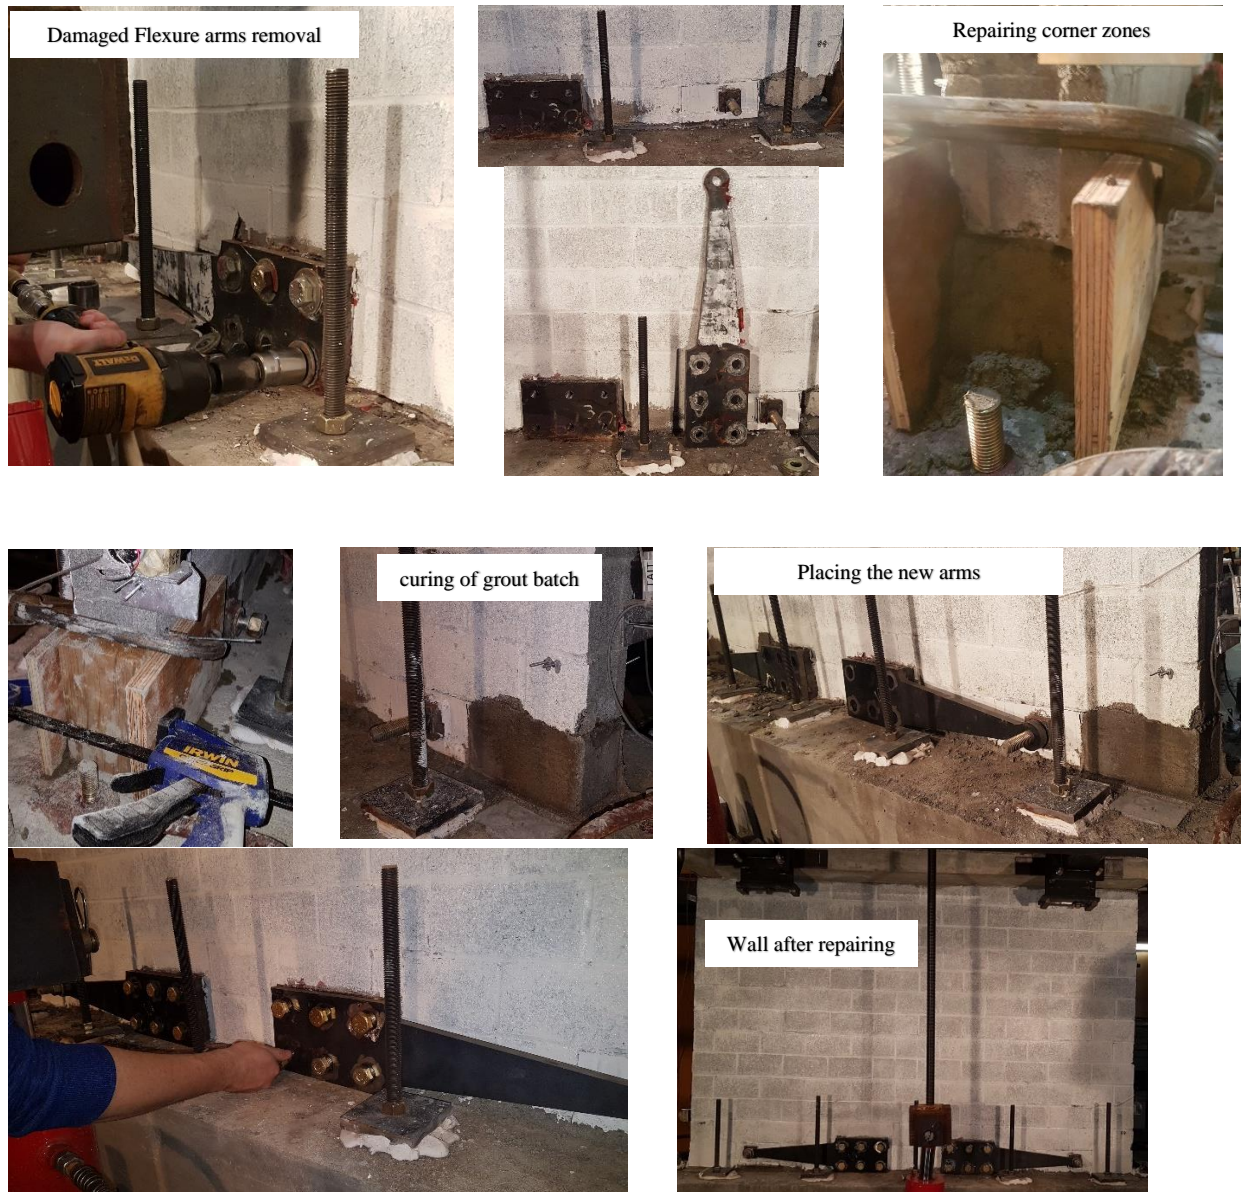 Damaged Flexure arms removal
Repairing corner zones
DEWALT
curing of grout batch
Placing the new arms
IRWIN
Wall after repairing